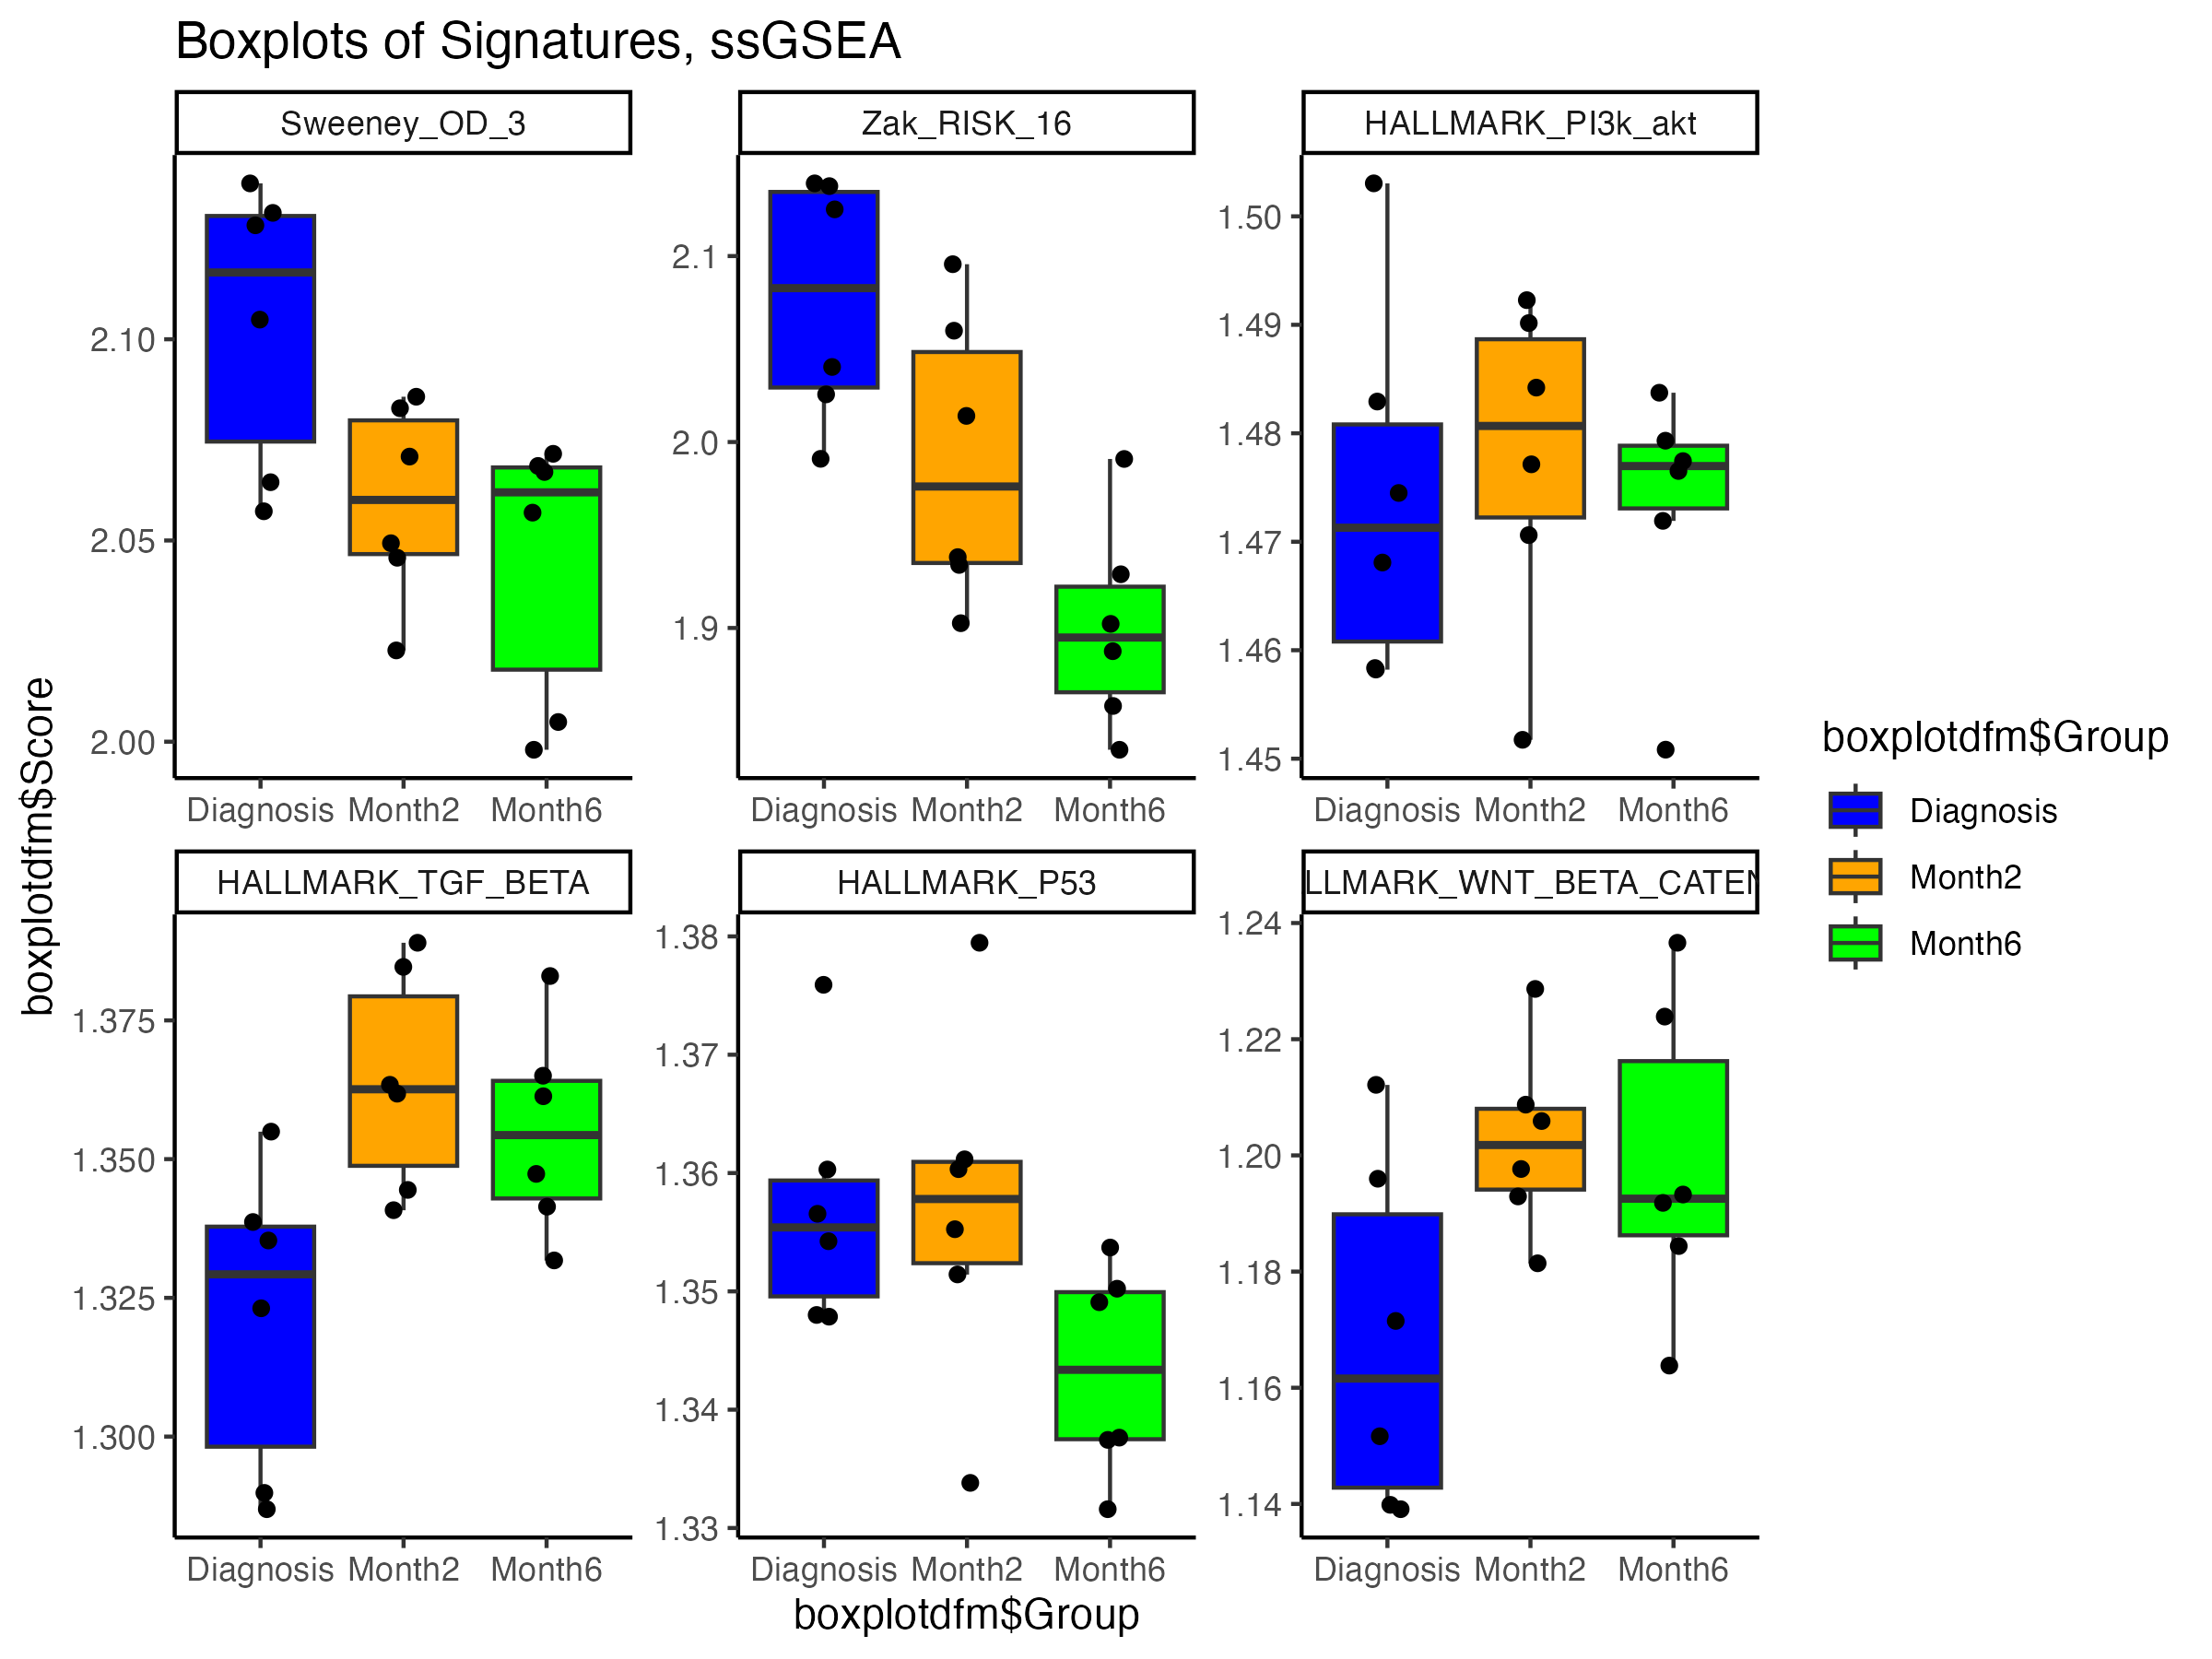 Boxplots of Signatures, ssGSEA
Sweeney_OD_3
Zak_RISK_16
HALLMARK_PI3k_akt
2.10
2.05
2.00
2.1
2.0
1.9
1.50
1.49
1.48
1.47
1.46
1.45
Diagnosis Month2 Month6
Diagnosis Month2 Month6
Diagnosis Month2 Month6
HALLMARK_TGF_BETA
HALLMARK_P53
LLMARK_WNT_BETA_CATEN
1.375
1.350
1.325
1.300
1.38
1.37
1.36
1.35
1.34
1.33
1.24
1.22
1.20
1.18
1.16
1.14
Diagnosis Month2 Month6
Diagnosis Month2 Month6
Diagnosis Month2 Month6
boxplotdfm$Score
boxplotdfm$Group
boxplotdfm$Group
Diagnosis
Month2
Month6